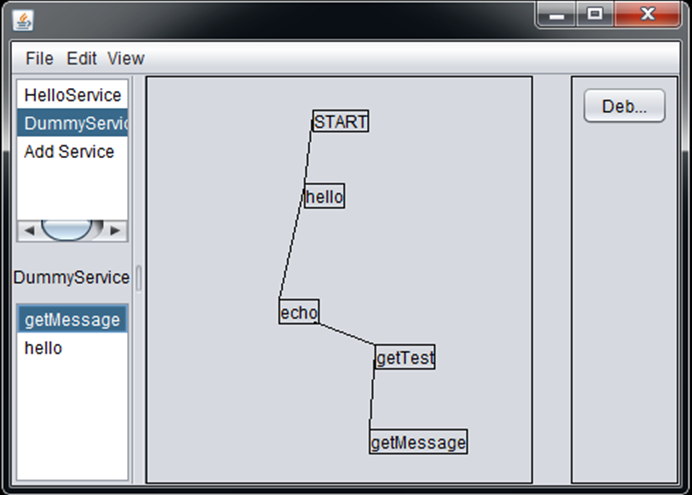 File Edit View
HelloService
DummyServic
Add Service
DummyService
getMessage
hello
START
hello
echo
getTest
getMessage
Deb...